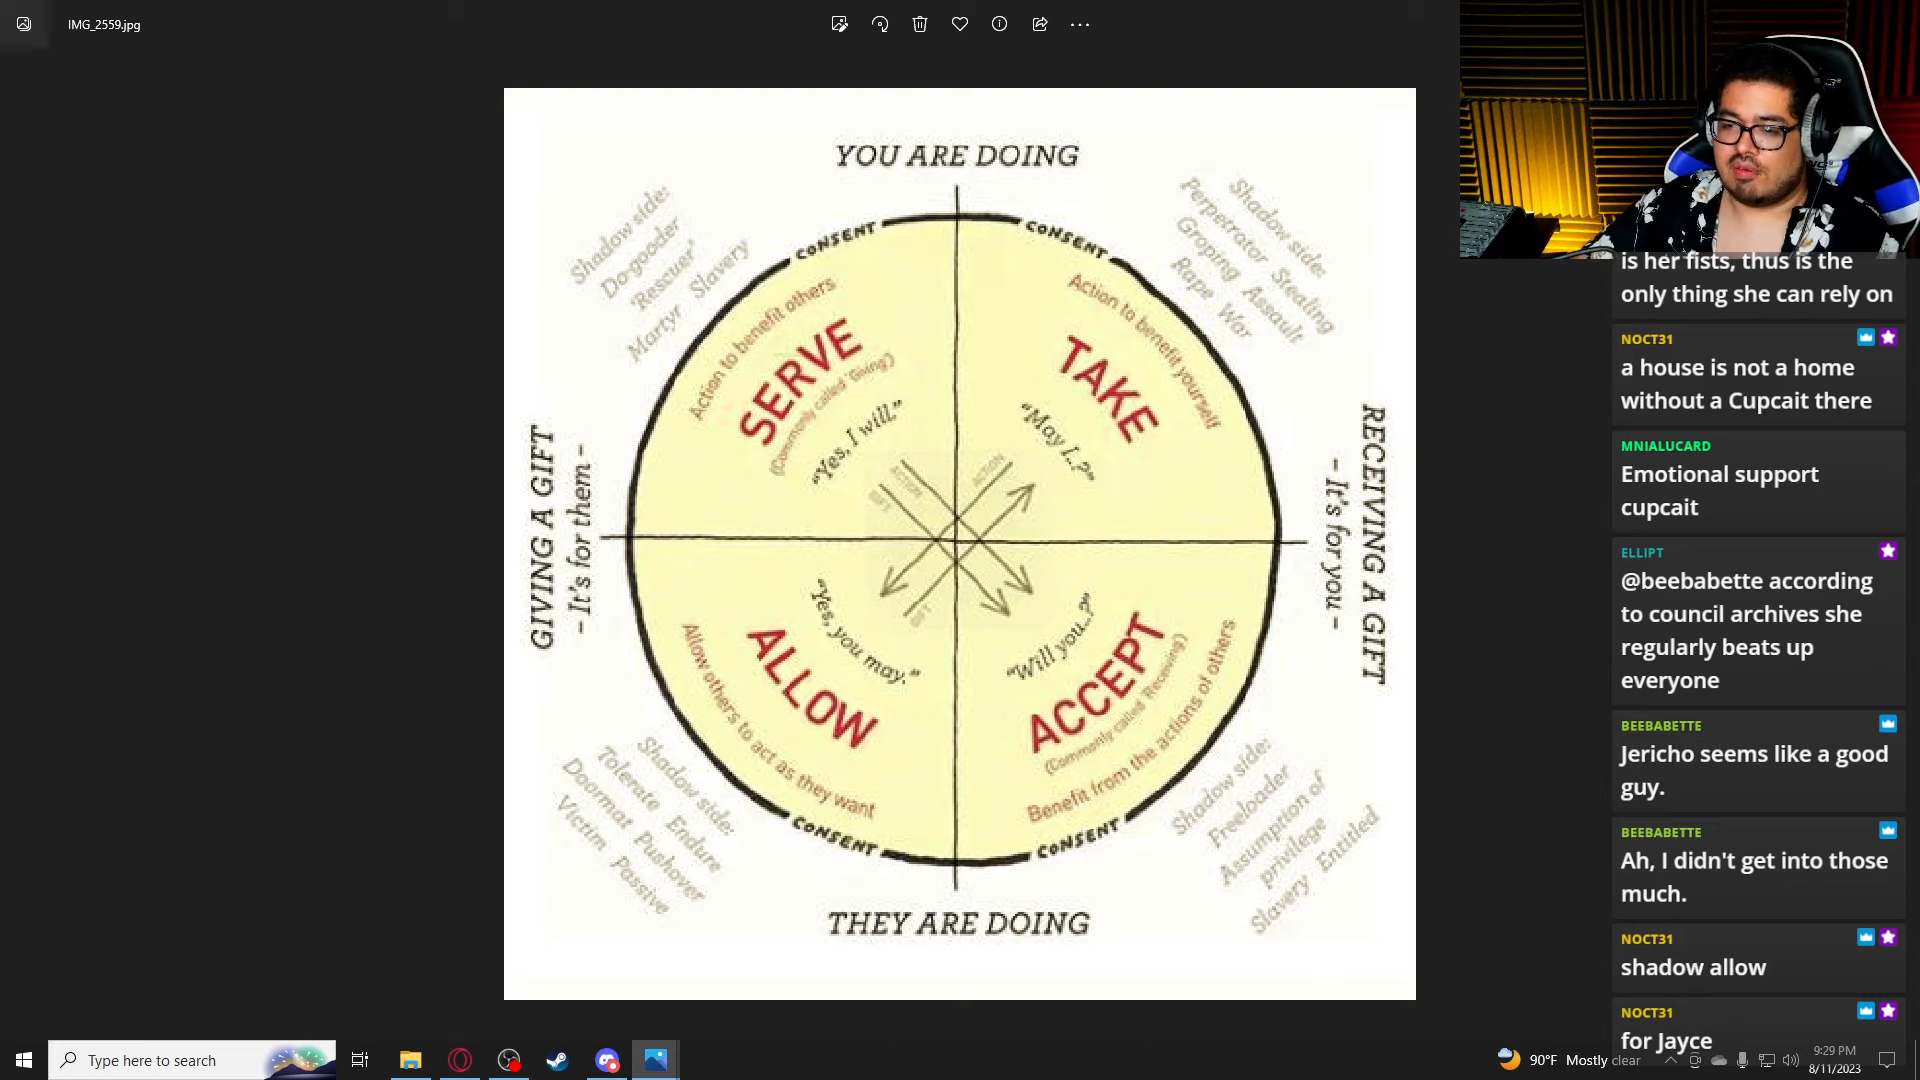 IMG_2559.jpg
YOU ARE DOING
Shadow side:
Do-gooder
'Rescuer'
Martyr Slavery
Shadow side:
Perpetrator Stealing
Groping Assault
Rape War
CONSENT
CONSENT
Action to benefit others
SERVE
(Commonly called 'Giving')
"Yes, I will."
Action to benefit yourself
TAKE
"May I..?"
GIVING A GIFT
- It's for them -
RECEIVING A GIFT
- It's for you -
ACTION
GIFT
ACTION
GIFT
"Yes, you may."
ALLOW
Allow others to act as they want
"Will you..?"
ACCEPT
(Commonly called 'Receiving')
Benefit from the actions of others
CONSENT
CONSENT
Shadow side:
Tolerate Endure
Doormat Pushover
Victim Passive
Shadow side:
Freeloader
Assumption of
privilege
Slavery Entitled
THEY ARE DOING
is her fists, thus is the
only thing she can rely on
NOCT31
a house is not a home
without a Cupcait there
MNIALUCARD
Emotional support
cupcait
ELLIPT
@beebabette according
to council archives she
regularly beats up
everyone
BEEBABETTE
Jericho seems like a good
guy.
BEEBABETTE
Ah, I didn't get into those
much.
NOCT31
shadow allow
NOCT31
for Jayce
Type here to search
90°F Mostly clear
9:29 PM
8/11/2023